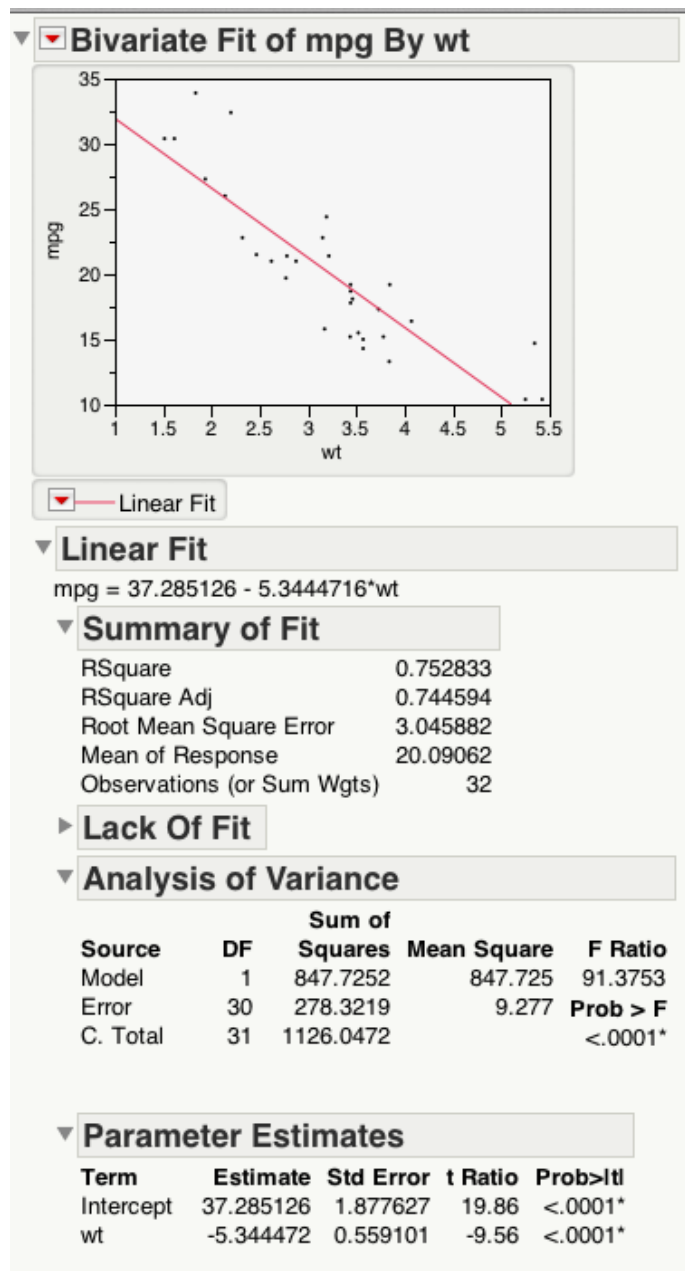 Bivariate Fit of mpg By wt
35
30
25
20
15
10
mpg
1 1.5 2 2.5 3 3.5 4 4.5 5 5.5
wt
Linear Fit
Linear Fit
mpg = 37.285126 - 5.3444716*wt
Summary of Fit
RSquare 0.752833
RSquare Adj 0.744594
Root Mean Square Error 3.045882
Mean of Response 20.09062
Observations (or Sum Wgts) 32
Lack Of Fit
Analysis of Variance
Sum of
Source DF Squares Mean Square F Ratio
Model 1 847.7252 847.725 91.3753
Error 30 278.3219 9.277 Prob > F
C. Total 31 1126.0472 <.0001*
Parameter Estimates
Term Estimate Std Error t Ratio Prob>|t|
Intercept 37.285126 1.877627 19.86 <.0001*
wt -5.344472 0.559101 -9.56 <.0001*